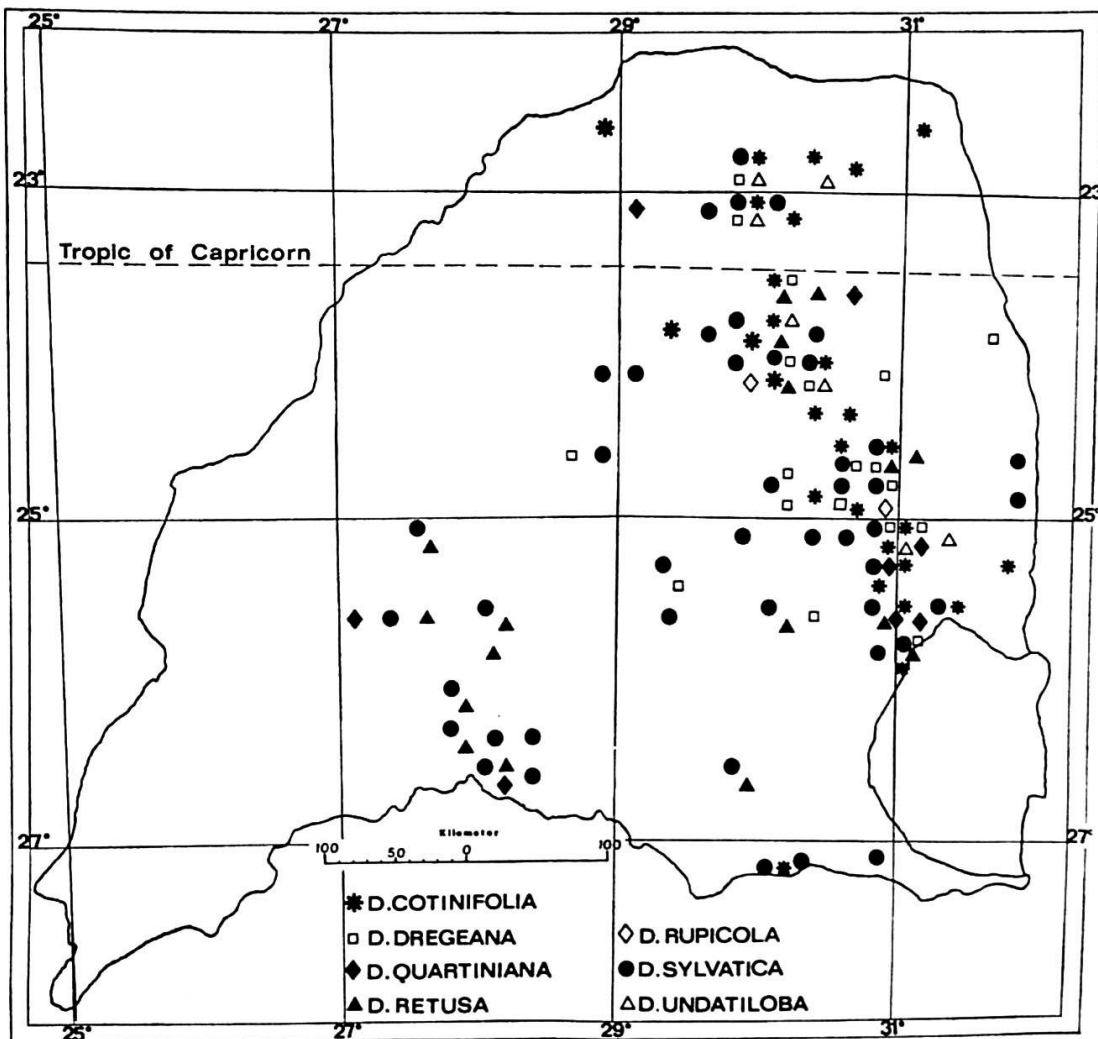 25° 27° 29° 31°
23° 23°
Tropic of Capricorn
25° 25°
27° 27°
Kilometer
100 50 0 100
D.COTINIFOLIA
D.DREGEANA D.RUPICOLA
D.QUARTINIANA D.SYLVATICA
D.RETUSA D.UNDATILOBA
25° 27° 29° 31°